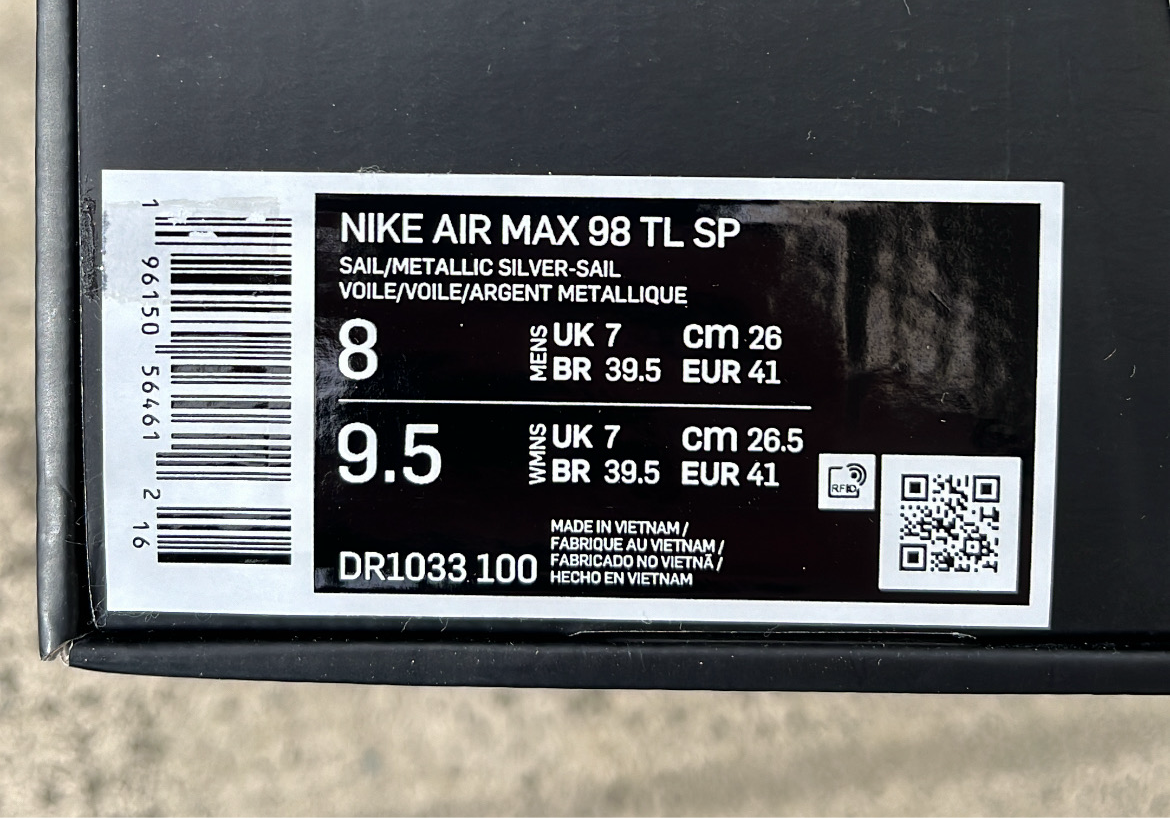 1 96150 56461 2 16
NIKE AIR MAX 98 TL SP
SAIL/METALLIC SILVER-SAIL
VOILE/VOILE/ARGENT METALLIQUE
8 MENS UK 7 cm 26
BR 39.5 EUR 41
9.5 WMNS UK 7 cm 26.5
BR 39.5 EUR 41
RFID
DR1033 100
MADE IN VIETNAM /
FABRIQUE AU VIETNAM /
FABRICADO NO VIETNÃ /
HECHO EN VIETNAM